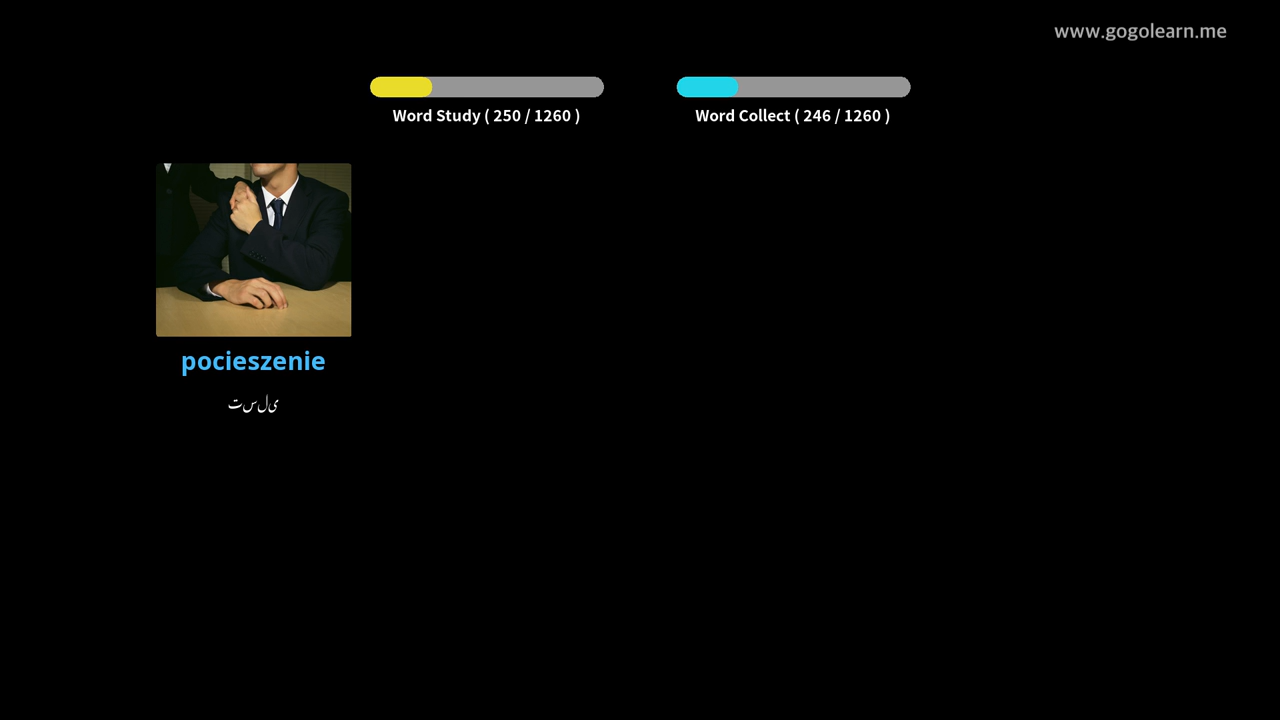 www.gogolearn.me
Word Study ( 250 / 1260 )
Word Collect ( 246 / 1260 )
pocieszenie
تسلی